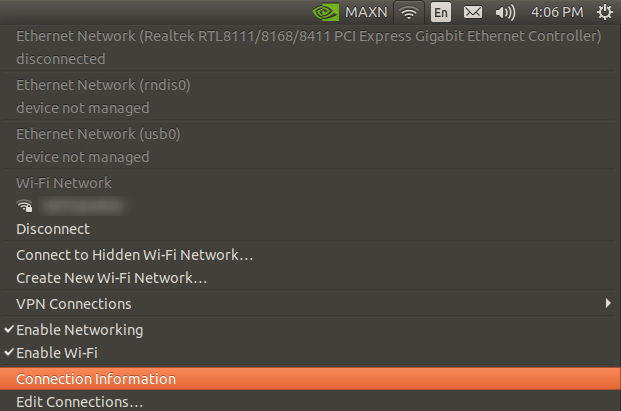 MAXN En 4:06 PM
Ethernet Network (Realtek RTL8111/8168/8411 PCI Express Gigabit Ethernet Controller)
disconnected
Ethernet Network (rndis0)
device not managed
Ethernet Network (usb0)
device not managed
Wi-Fi Network
Disconnect
Connect to Hidden Wi-Fi Network...
Create New Wi-Fi Network...
VPN Connections
Enable Networking
Enable Wi-Fi
Connection Information
Edit Connections...